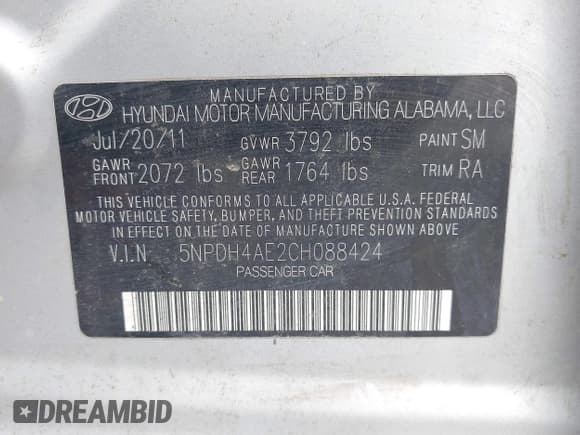 MANUFACTURED BY
HYUNDAI MOTOR MANUFACTURING ALABAMA, LLC
Jul/20/11 GVWR 3792 lbs PAINT SM
GAWR FRONT 2072 lbs GAWR REAR 1764 lbs TRIM RA
THIS VEHICLE CONFORMS TO ALL APPLICABLE U.S.A. FEDERAL
MOTOR VEHICLE SAFETY, BUMPER, AND THEFT PREVENTION STANDARDS
IN EFFECT ON THE DATE OF MANUFACTURE SHOWN ABOVE
V.I.N 5NPDH4AE2CH088424
PASSENGER CAR
DREAMBID